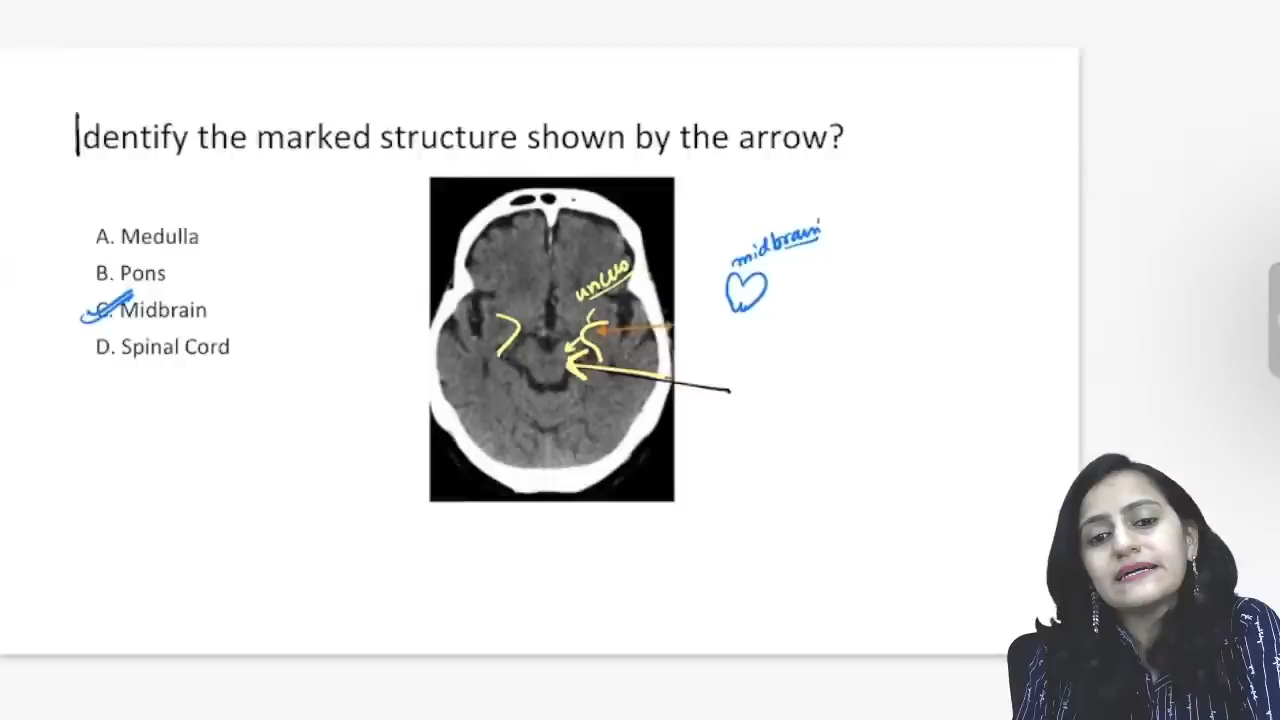 Identify the marked structure shown by the arrow?
A. Medulla
B. Pons
C. Midbrain
D. Spinal Cord
uncus
midbrain